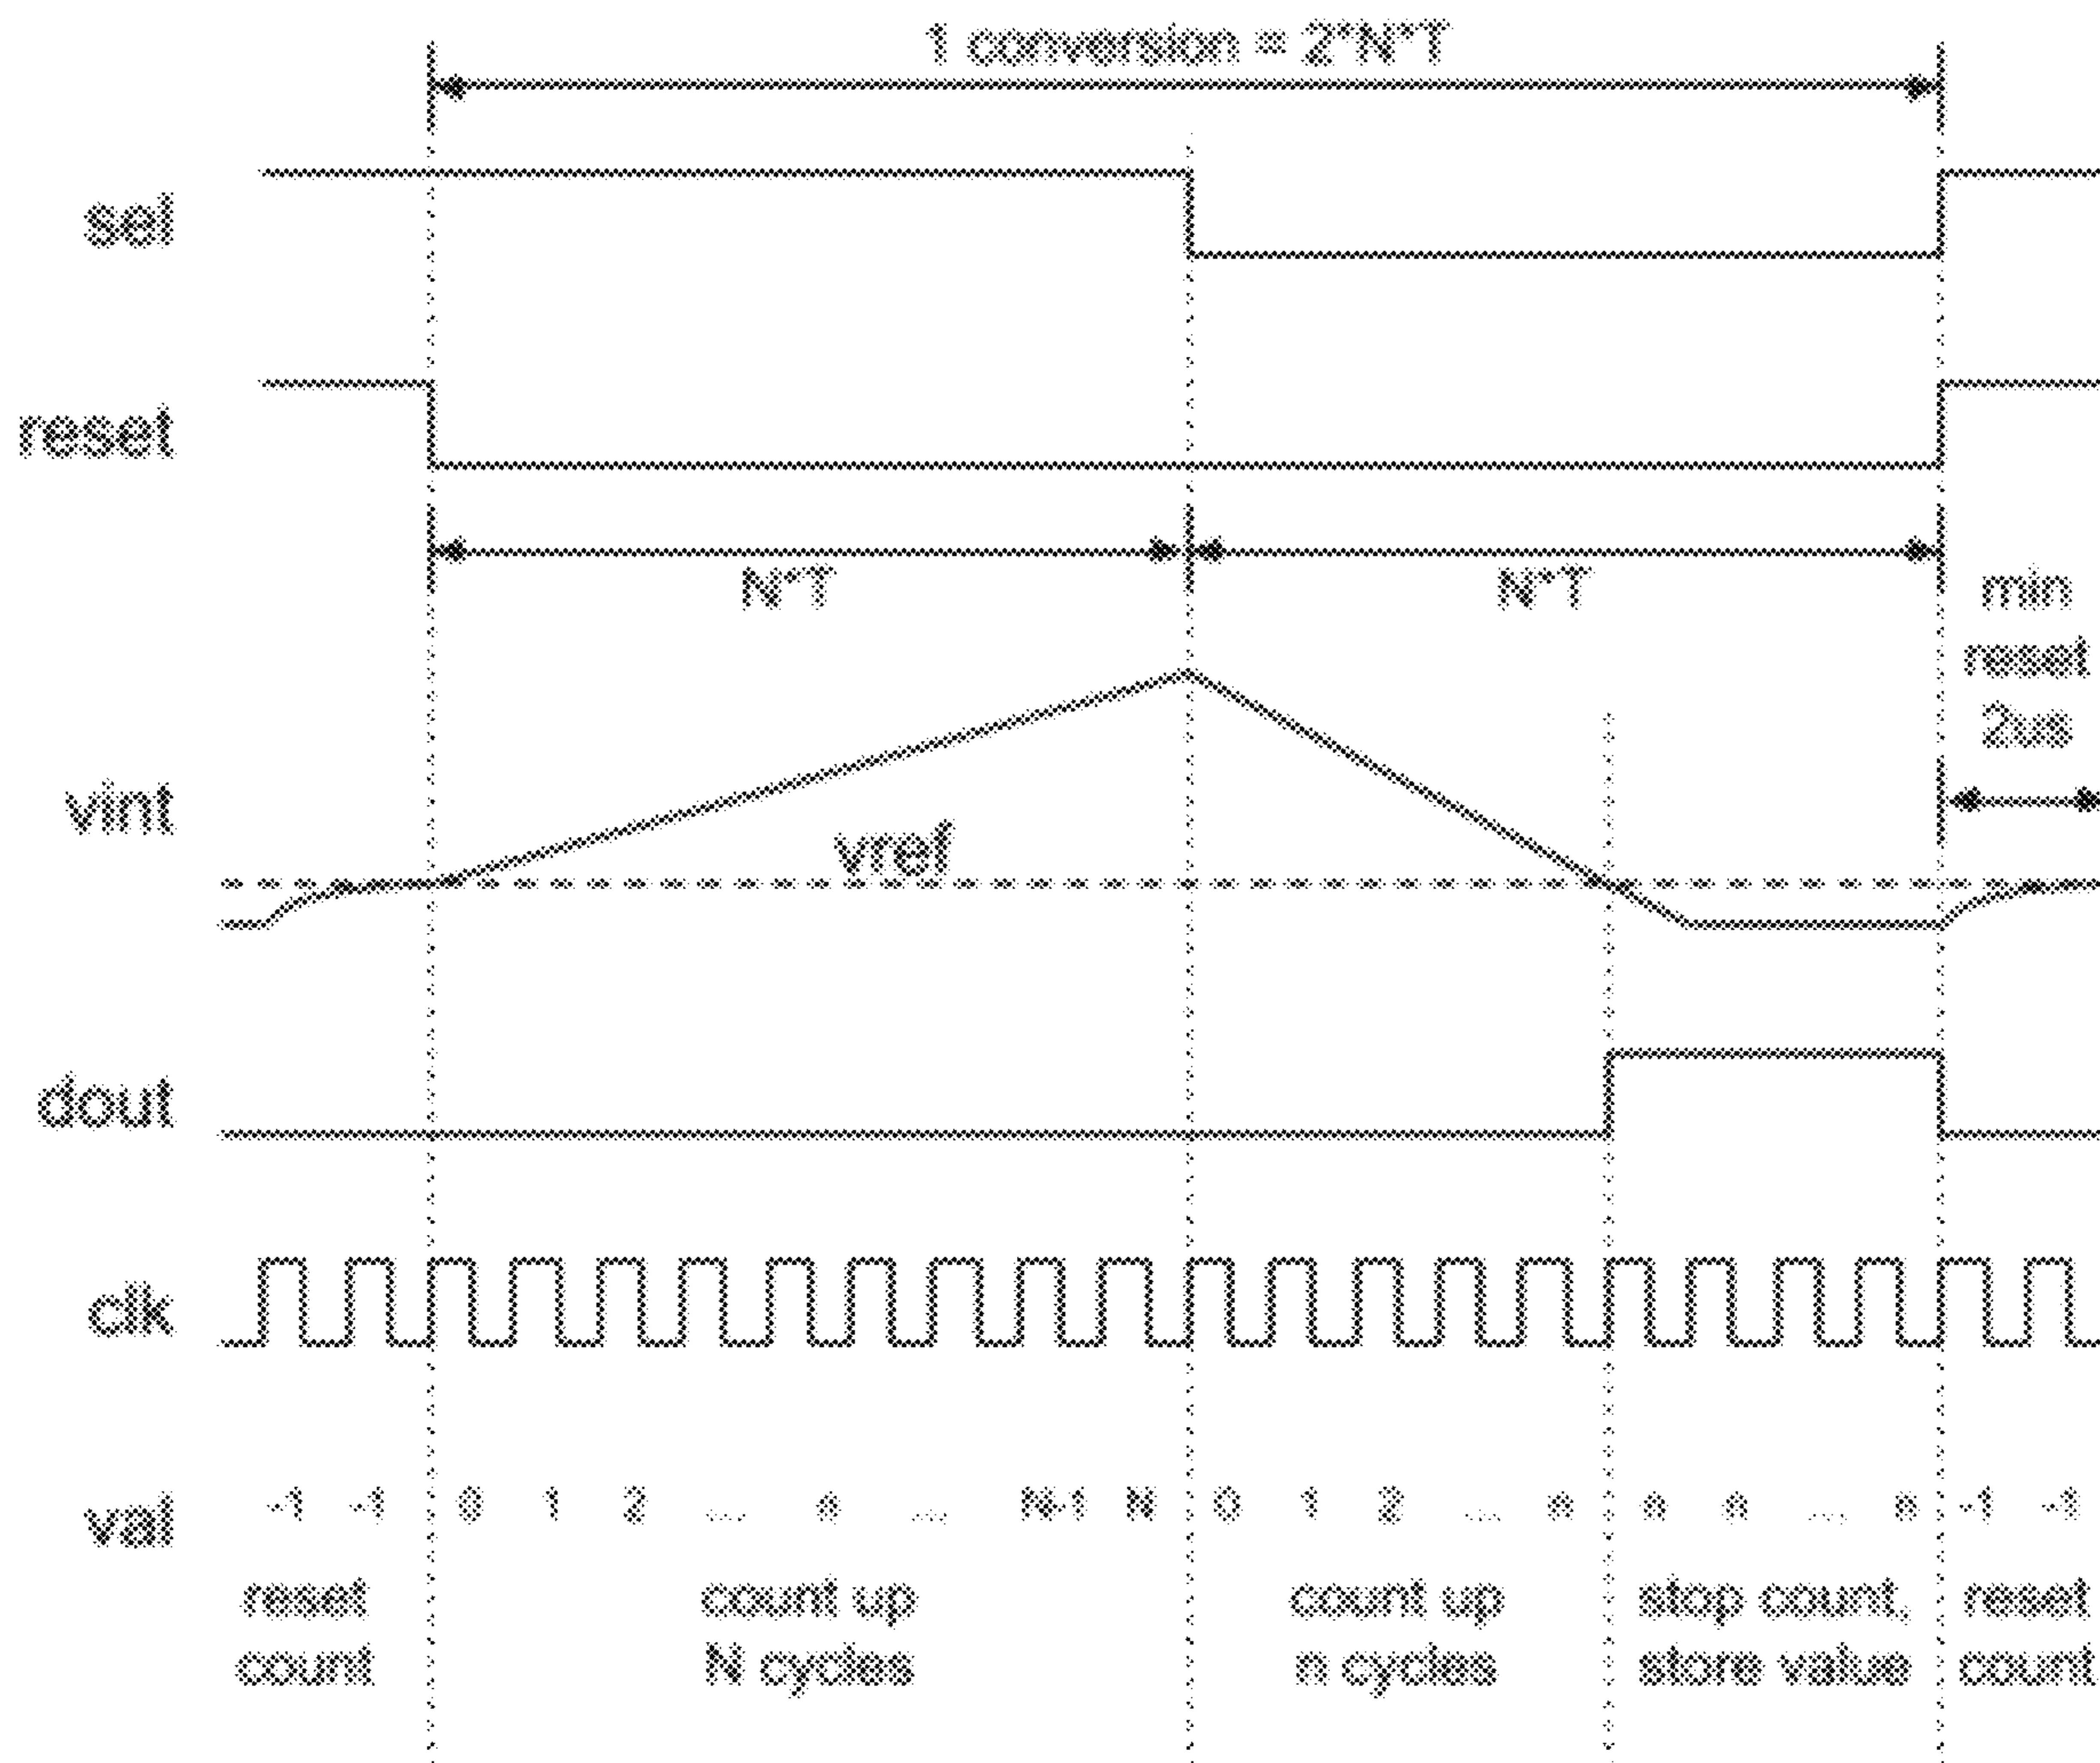 1 conversion = 2*N*T
sel
reset
N*T N*T
min
reset
2us
vint
vref
dout
clk
val -1 -1 0 1 2 ... n ... N-1 N 0 1 2 ... n n n ... n -1 -1
reset count up count up stop count, reset
count N cycles n cycles store value count